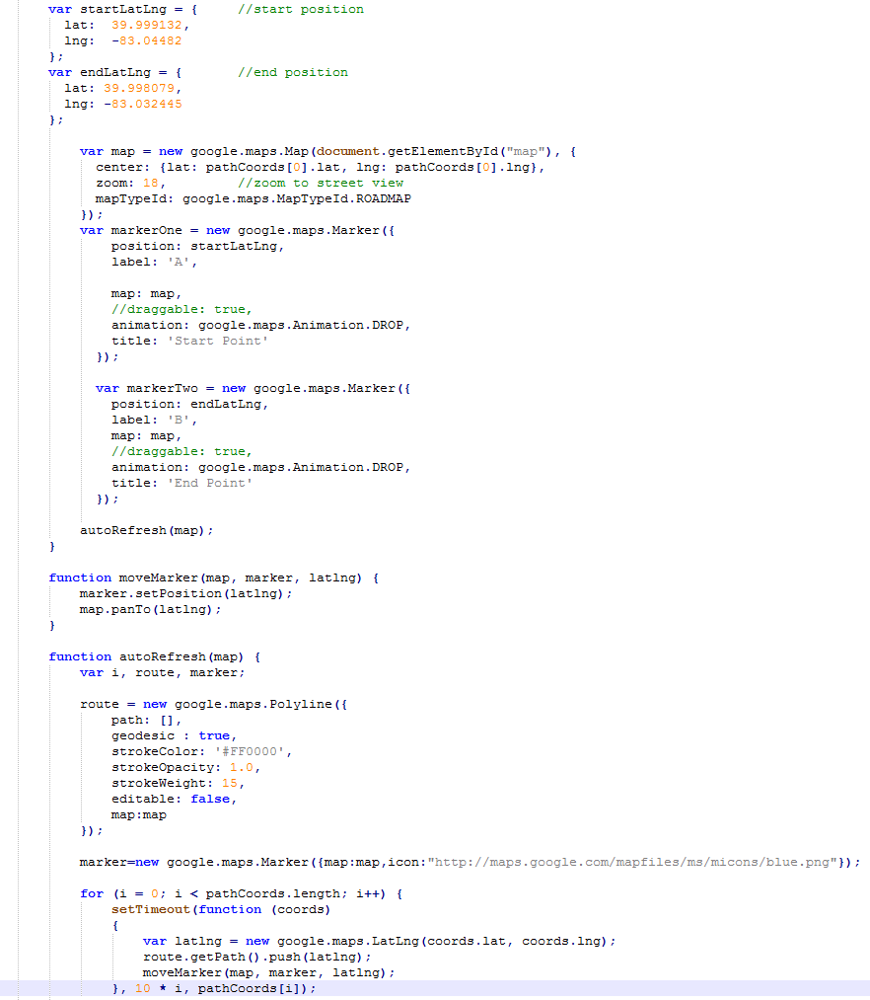 var startLatLng = {     //start position
lat:  39.999132,
lng:  -83.04482
};
var endLatLng = {       //end position
lat: 39.998079,
lng: -83.032445
};
var map = new google.maps.Map(document.getElementById("map"), {
center: {lat: pathCoords[0].lat, lng: pathCoords[0].lng},
zoom: 18,         //zoom to street view
mapTypeId: google.maps.MapTypeId.ROADMAP
});
var markerOne = new google.maps.Marker({
position: startLatLng,
label: 'A',
map: map,
//draggable: true,
animation: google.maps.Animation.DROP,
title: 'Start Point'
});
var markerTwo = new google.maps.Marker({
position: endLatLng,
label: 'B',
map: map,
//draggable: true,
animation: google.maps.Animation.DROP,
title: 'End Point'
});
autoRefresh(map);
}
function moveMarker(map, marker, latlng) {
marker.setPosition(latlng);
map.panTo(latlng);
}
function autoRefresh(map) {
var i, route, marker;
route = new google.maps.Polyline({
path: [],
geodesic : true,
strokeColor: '#FF0000',
strokeOpacity: 1.0,
strokeWeight: 15,
editable: false,
map:map
});
marker=new google.maps.Marker({map:map,icon:"http://maps.google.com/mapfiles/ms/micons/blue.png"});
for (i = 0; i < pathCoords.length; i++) {
setTimeout(function (coords)
{
var latlng = new google.maps.LatLng(coords.lat, coords.lng);
route.getPath().push(latlng);
moveMarker(map, marker, latlng);
}, 10 * i, pathCoords[i]);